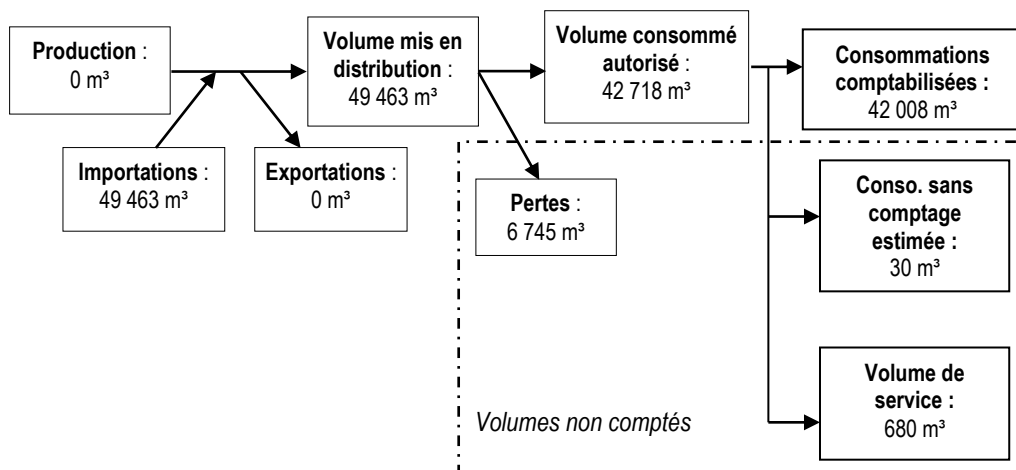 Production :
0 m³
Volume mis en
distribution :
49 463 m³
Volume consommé
autorisé :
42 718 m³
Consommations
comptabilisées :
42 008 m³
Importations :
49 463 m³
Exportations :
0 m³
Pertes :
6 745 m³
Conso. sans
comptage
estimée :
30 m³
Volume de
service :
680 m³
Volumes non comptés